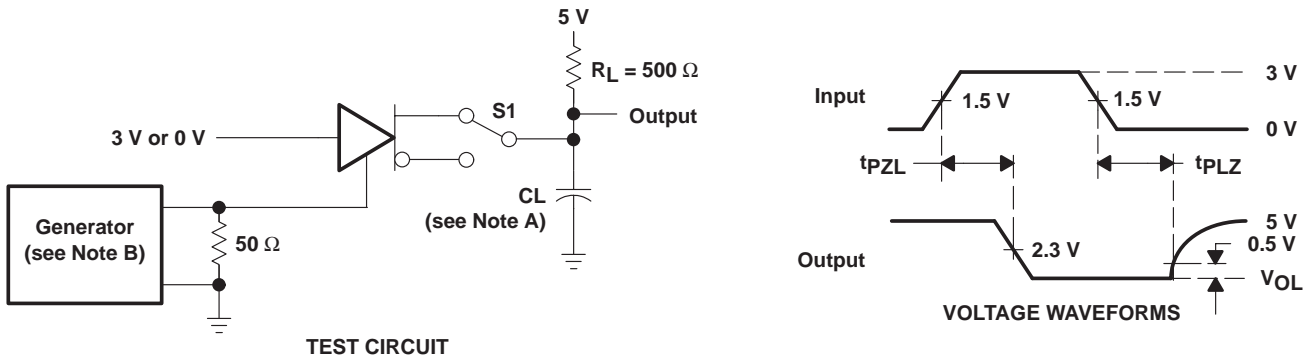 5 V
RL = 500 Ω
S1
Output
3 V or 0 V
CL
(see Note A)
Generator
(see Note B)
50 Ω
TEST CIRCUIT
Input
1.5 V
1.5 V
3 V
0 V
tPZL
tPLZ
Output
2.3 V
5 V
0.5 V
VOL
VOLTAGE WAVEFORMS